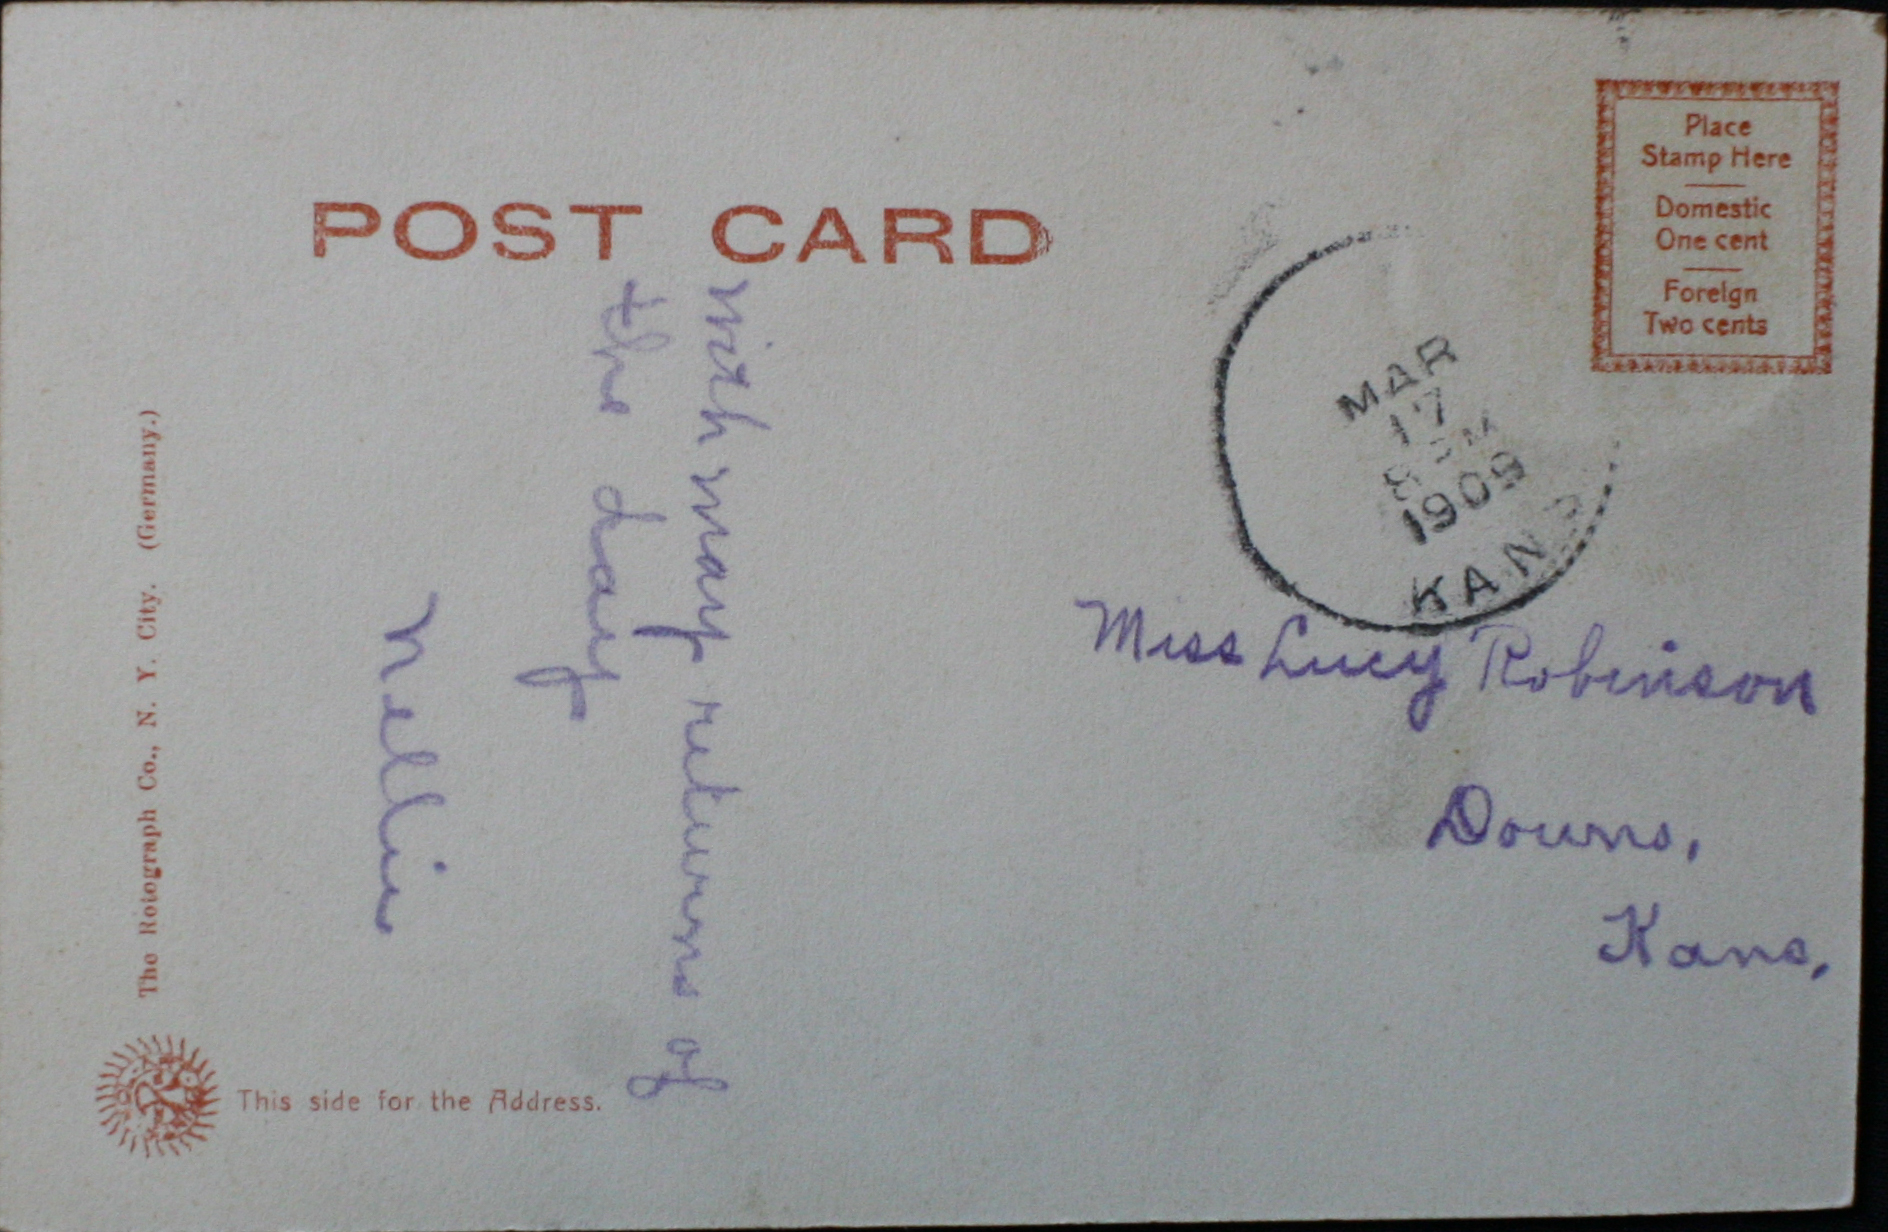 POST CARD
Place
Stamp Here
Domestic
One cent
Foreign
Two cents
MAR
17
1909
KANS
with many returns of
the day
Nellie
Miss Lucy Robinson
Downs,
Kans,
The Rotograph Co., N. Y. City. (Germany.)
This side for the Address.